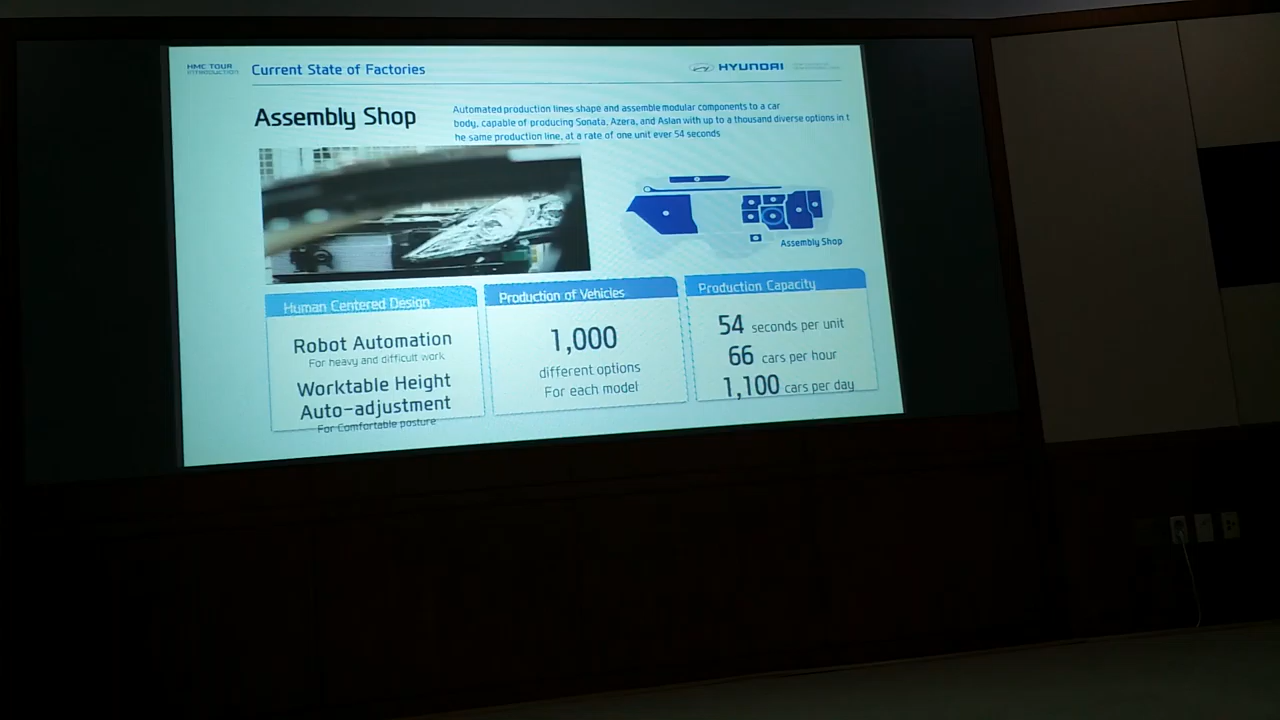 HMC TOUR
INTRODUCTION
Current State of Factories
HYUNDAI
Assembly Shop
Automated production lines shape and assemble modular components to a car
body, capable of producing Sonata, Azera, and Aslan with up to a thousand diverse options in t
he same production line, at a rate of one unit ever 54 seconds
Assembly Shop
Human Centered Design
Robot Automation
For heavy and difficult work
Worktable Height
Auto-adjustment
For Comfortable posture
Production of Vehicles
1,000
different options
For each model
Production Capacity
54 seconds per unit
66 cars per hour
1,100 cars per day